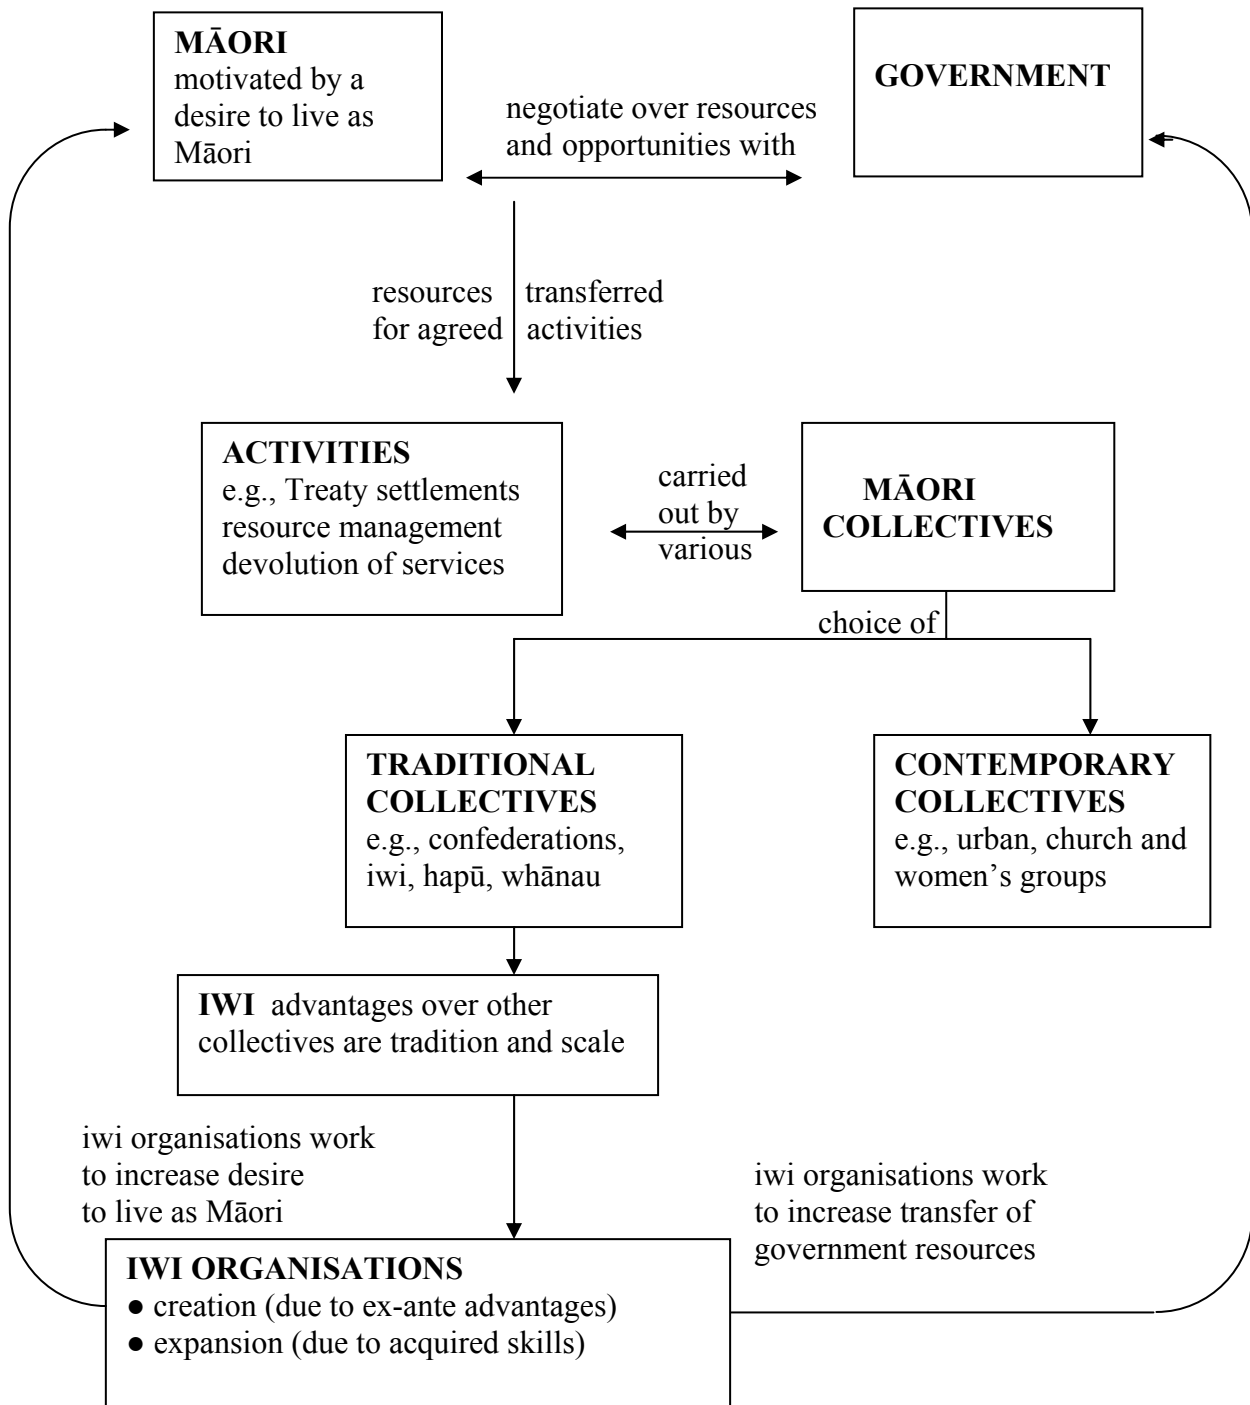 MĀORI
motivated by a
desire to live as
Māori
GOVERNMENT
negotiate over resources
and opportunities with
resources transferred
for agreed activities
ACTIVITIES
e.g., Treaty settlements
resource management
devolution of services
carried
out by
various
MĀORI
COLLECTIVES
choice of
TRADITIONAL
COLLECTIVES
e.g., confederations,
iwi, hapū, whānau
CONTEMPORARY
COLLECTIVES
e.g., urban, church and
women’s groups
IWI advantages over other
collectives are tradition and scale
iwi organisations work
to increase desire
to live as Māori
iwi organisations work
to increase transfer of
government resources
IWI ORGANISATIONS
● creation (due to ex-ante advantages)
● expansion (due to acquired skills)